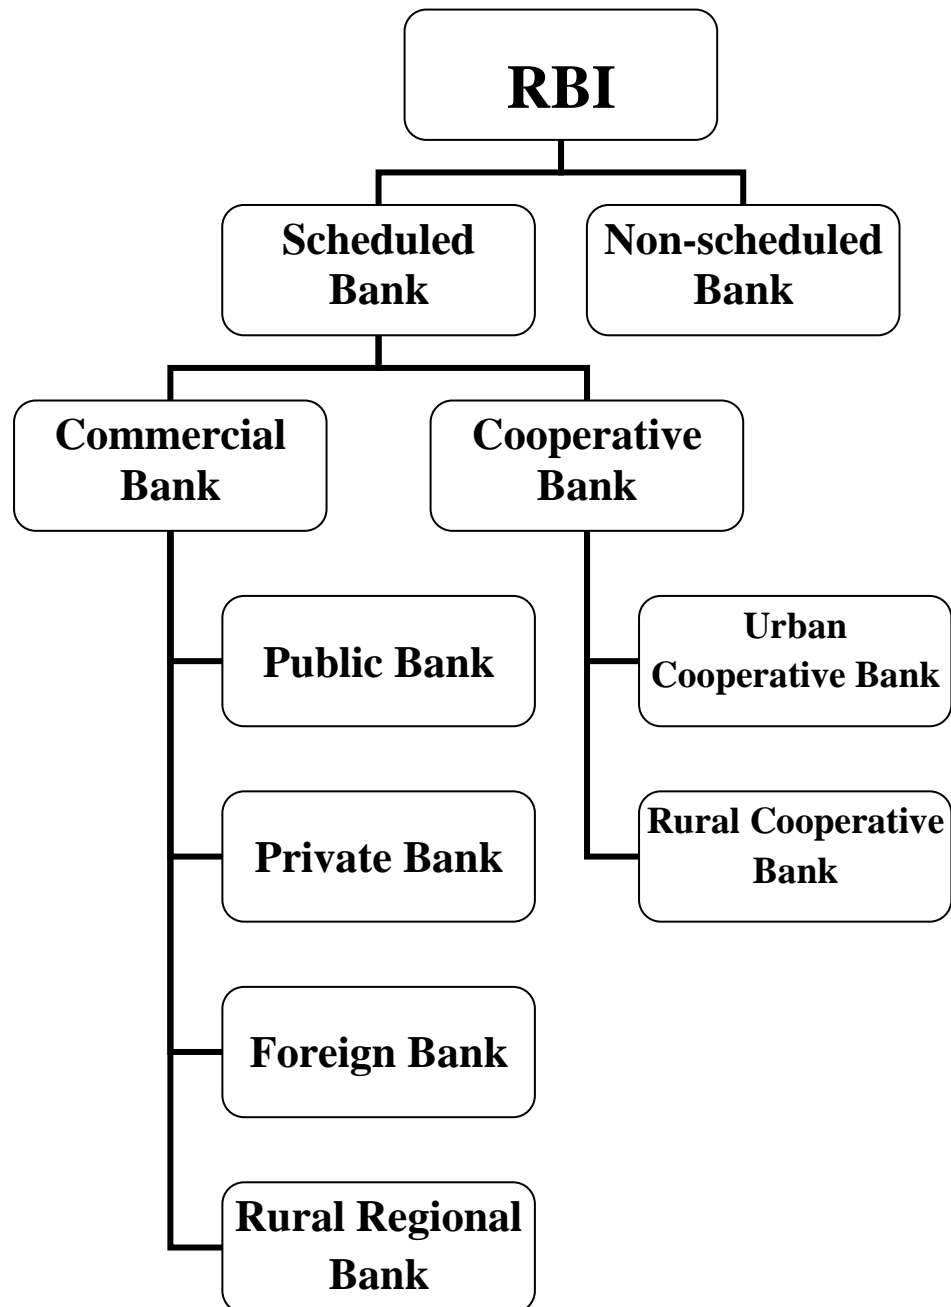 RBI
Scheduled
Bank
Non-scheduled
Bank
Commercial
Bank
Cooperative
Bank
Public Bank
Private Bank
Foreign Bank
Rural Regional
Bank
Urban
Cooperative Bank
Rural Cooperative
Bank